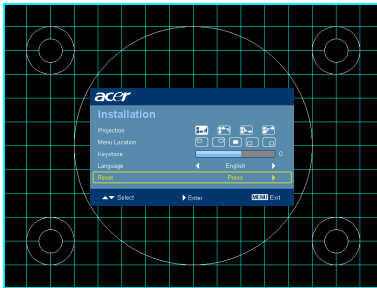 acer
Installation
Projection
Menu Location
Keystone 0
Language English
Reset Press
Select Enter MENU Exit